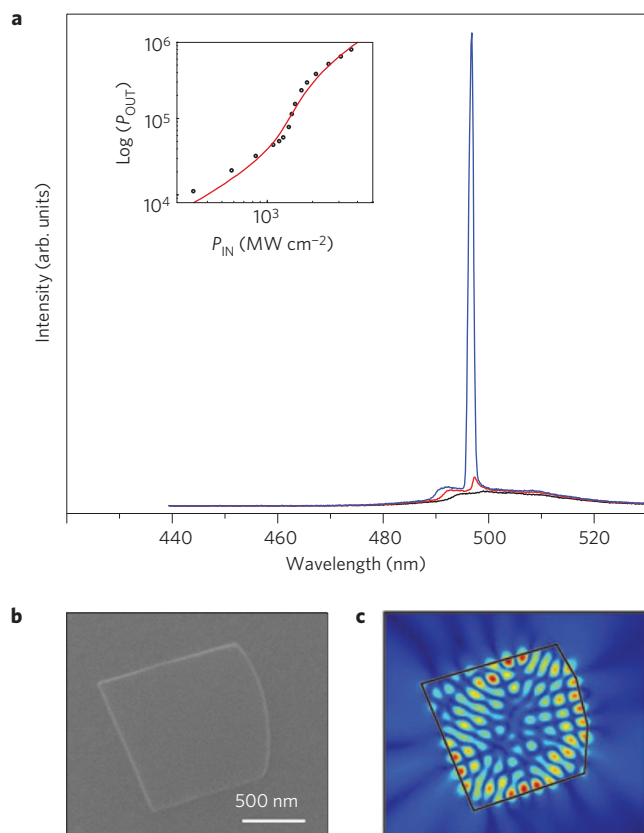 a
Intensity (arb. units)
Log (P_OUT)
10⁶
10⁵
10⁴
10³
P_IN (MW cm⁻²)
440 460 480 500 520
Wavelength (nm)
b
c
500 nm